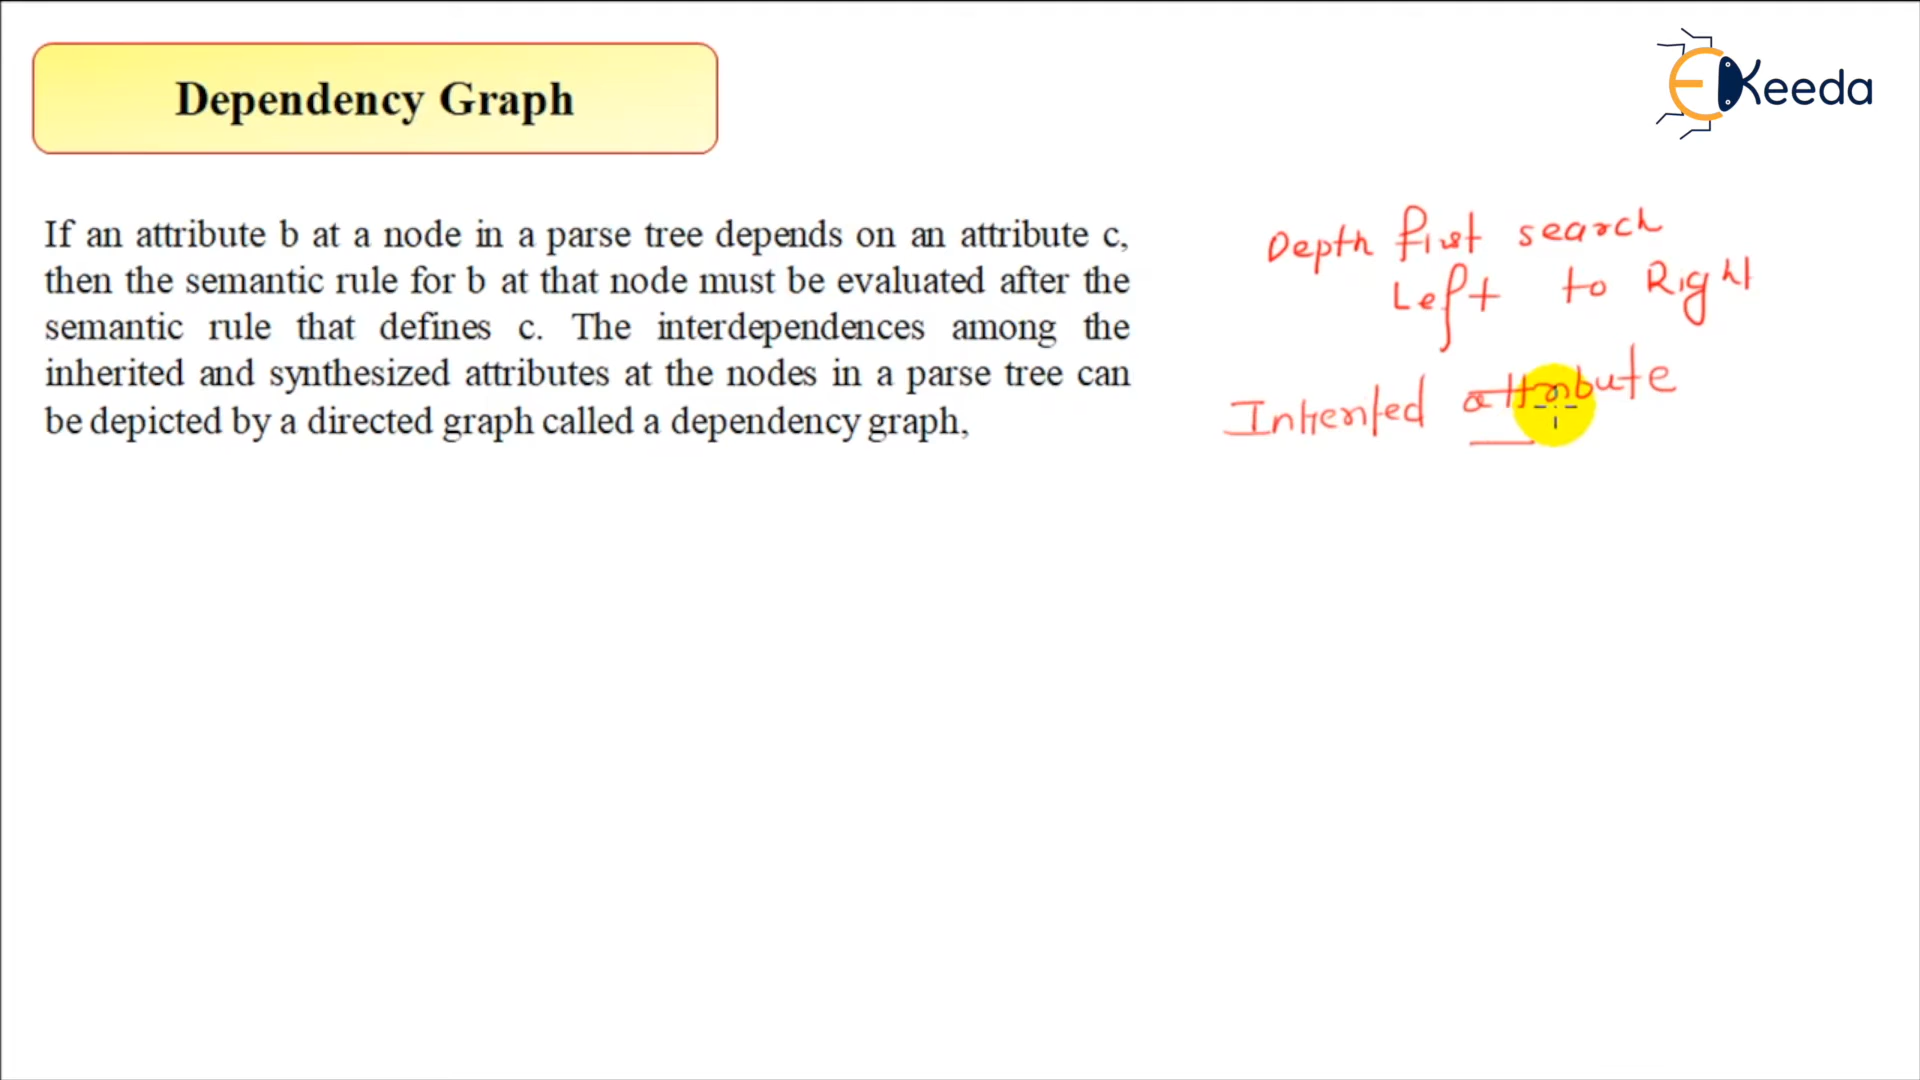 Dependency Graph
EKeeda
If an attribute b at a node in a parse tree depends on an attribute c,
then the semantic rule for b at that node must be evaluated after the
semantic rule that defines c. The interdependences among the
inherited and synthesized attributes at the nodes in a parse tree can
be depicted by a directed graph called a dependency graph,
Depth first search
Left to Right
Inherited attribute